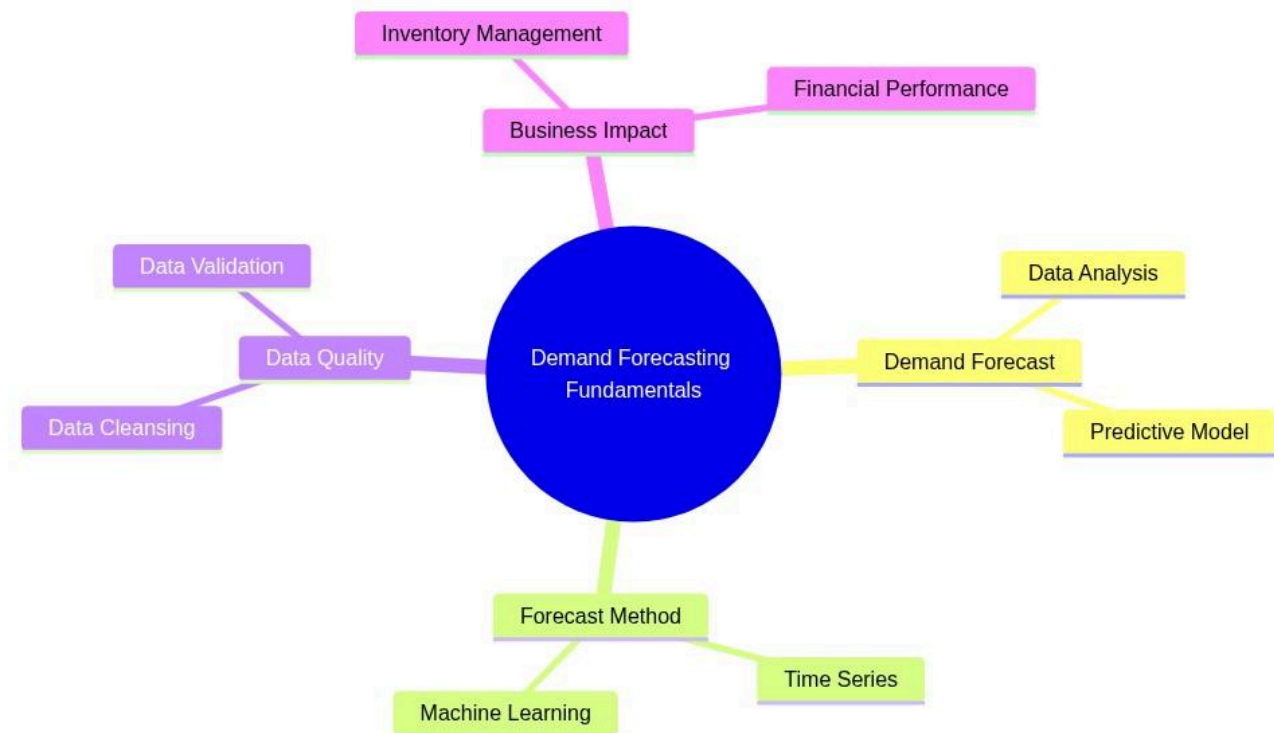 Inventory Management
Financial Performance
Business Impact
Data Validation
Data Analysis
Data Quality
Demand Forecasting
Fundamentals
Demand Forecast
Data Cleansing
Predictive Model
Forecast Method
Time Series
Machine Learning